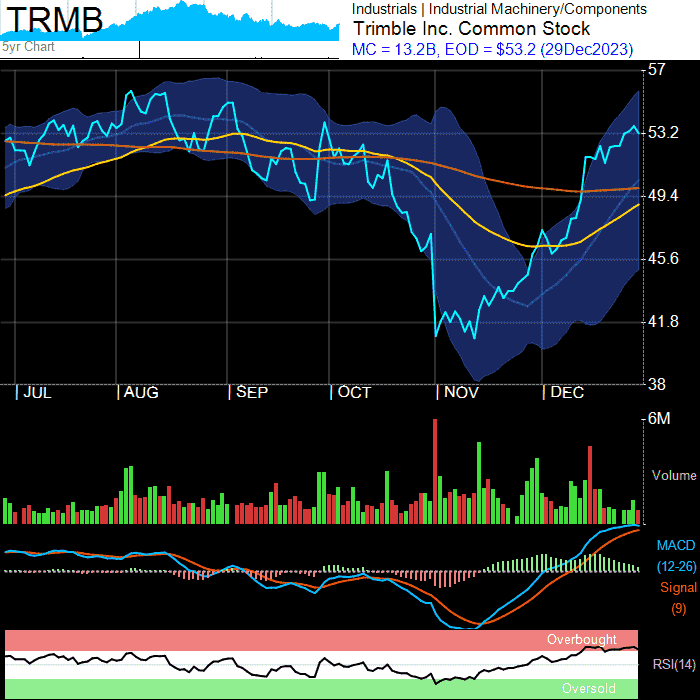 TRMB
5yr Chart
Industrials | Industrial Machinery/Components
Trimble Inc. Common Stock
MC = 13.2B, EOD = $53.2 (29Dec2023)
57
53.2
49.4
45.6
41.8
38
JUL
AUG
SEP
OCT
NOV
DEC
6M
Volume
MACD
(12-26)
Signal
(9)
Overbought
RSI(14)
Oversold